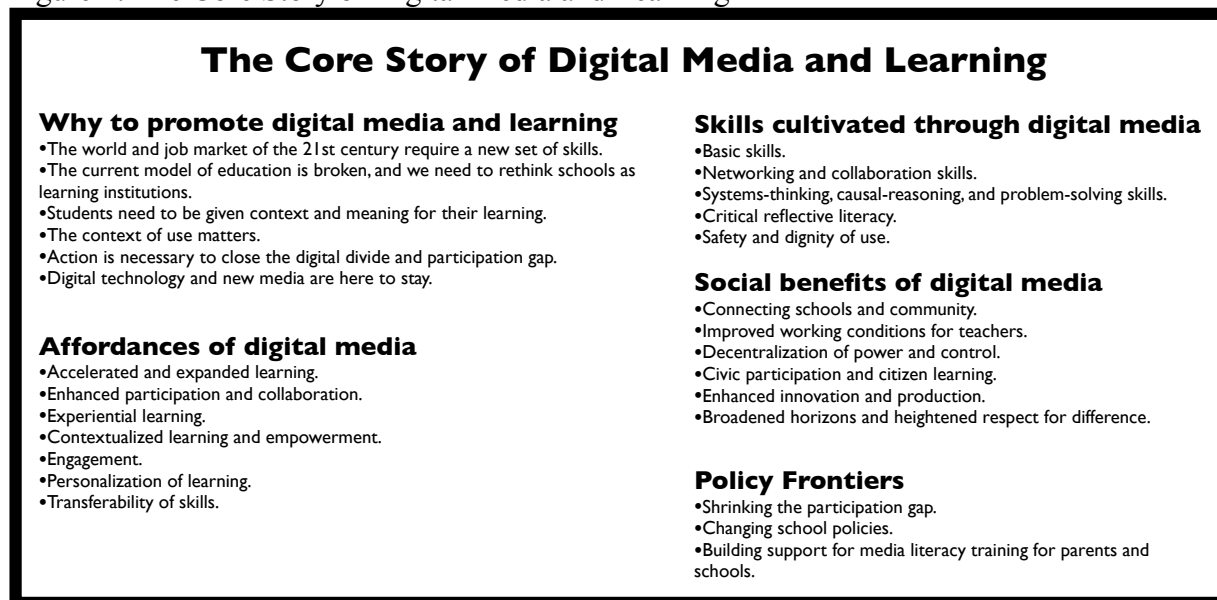 The Core Story of Digital Media and Learning
Why to promote digital media and learning
•The world and job market of the 21st century require a new set of skills.
•The current model of education is broken, and we need to rethink schools as
learning institutions.
•Students need to be given context and meaning for their learning.
•The context of use matters.
•Action is necessary to close the digital divide and participation gap.
•Digital technology and new media are here to stay.
Affordances of digital media
•Accelerated and expanded learning.
•Enhanced participation and collaboration.
•Experiential learning.
•Contextualized learning and empowerment.
•Engagement.
•Personalization of learning.
•Transferability of skills.
Skills cultivated through digital media
•Basic skills.
•Networking and collaboration skills.
•Systems-thinking, causal-reasoning, and problem-solving skills.
•Critical reflective literacy.
•Safety and dignity of use.
Social benefits of digital media
•Connecting schools and community.
•Improved working conditions for teachers.
•Decentralization of power and control.
•Civic participation and citizen learning.
•Enhanced innovation and production.
•Broadened horizons and heightened respect for difference.
Policy Frontiers
•Shrinking the participation gap.
•Changing school policies.
•Building support for media literacy training for parents and
schools.